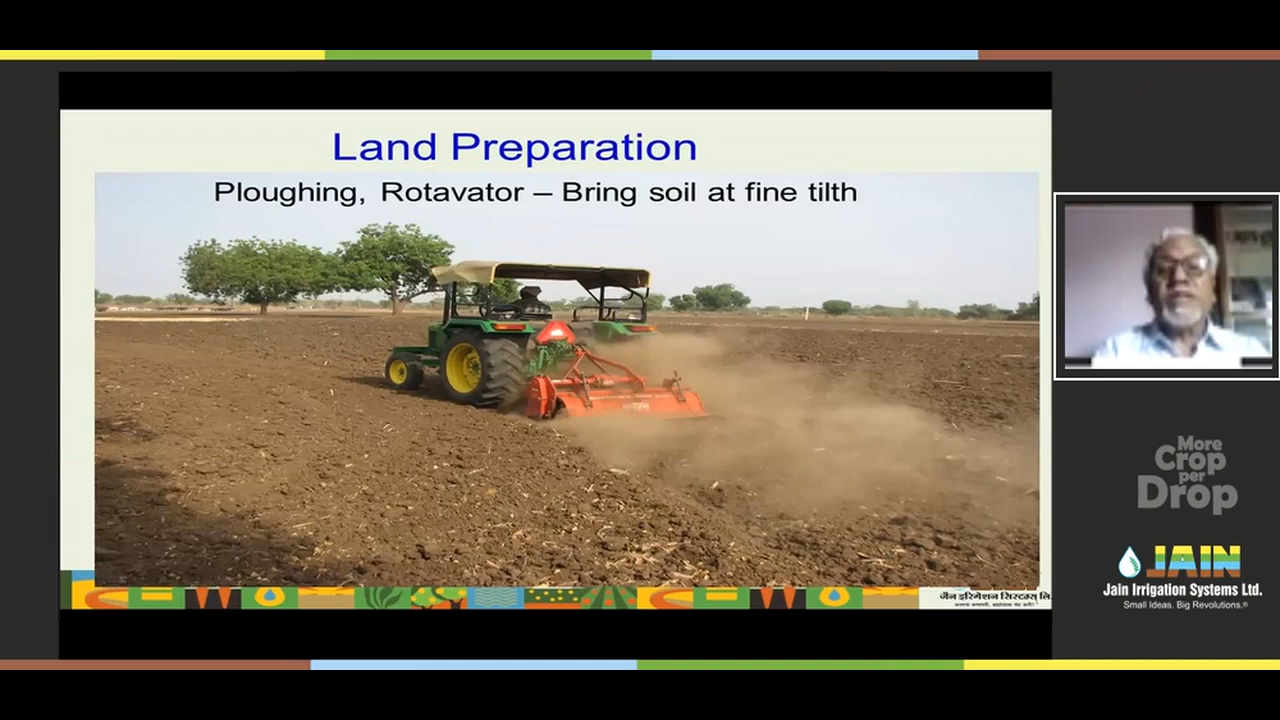 Land Preparation
Ploughing, Rotavator – Bring soil at fine tilth
More
Crop
per
Drop
JAIN
Jain Irrigation Systems Ltd.
Small Ideas. Big Revolutions.®
जैन इरिगेशन सिस्टम्स् लि.